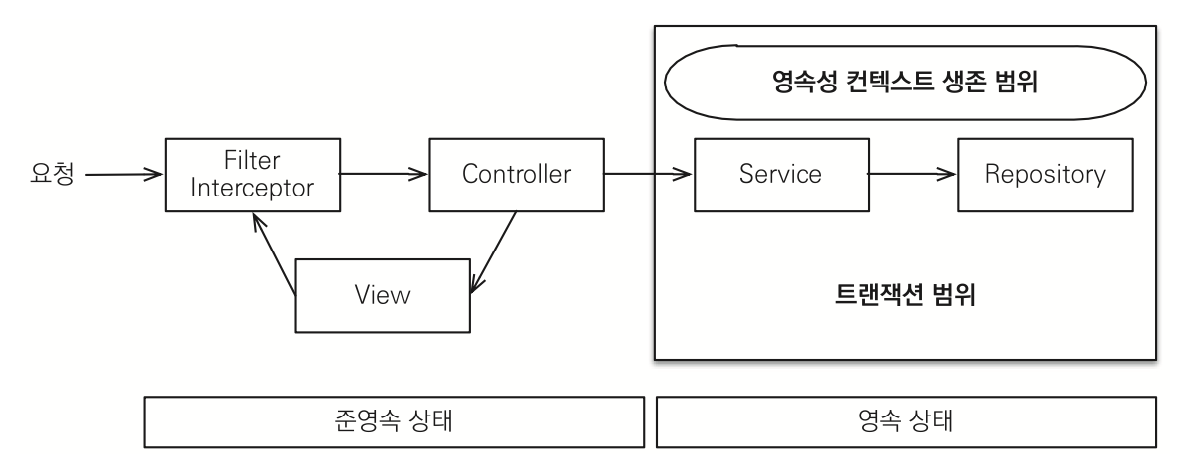 영속성 컨텍스트 생존 범위
요청
Filter
Interceptor
Controller
Service
Repository
View
트랜잭션 범위
준영속 상태
영속 상태